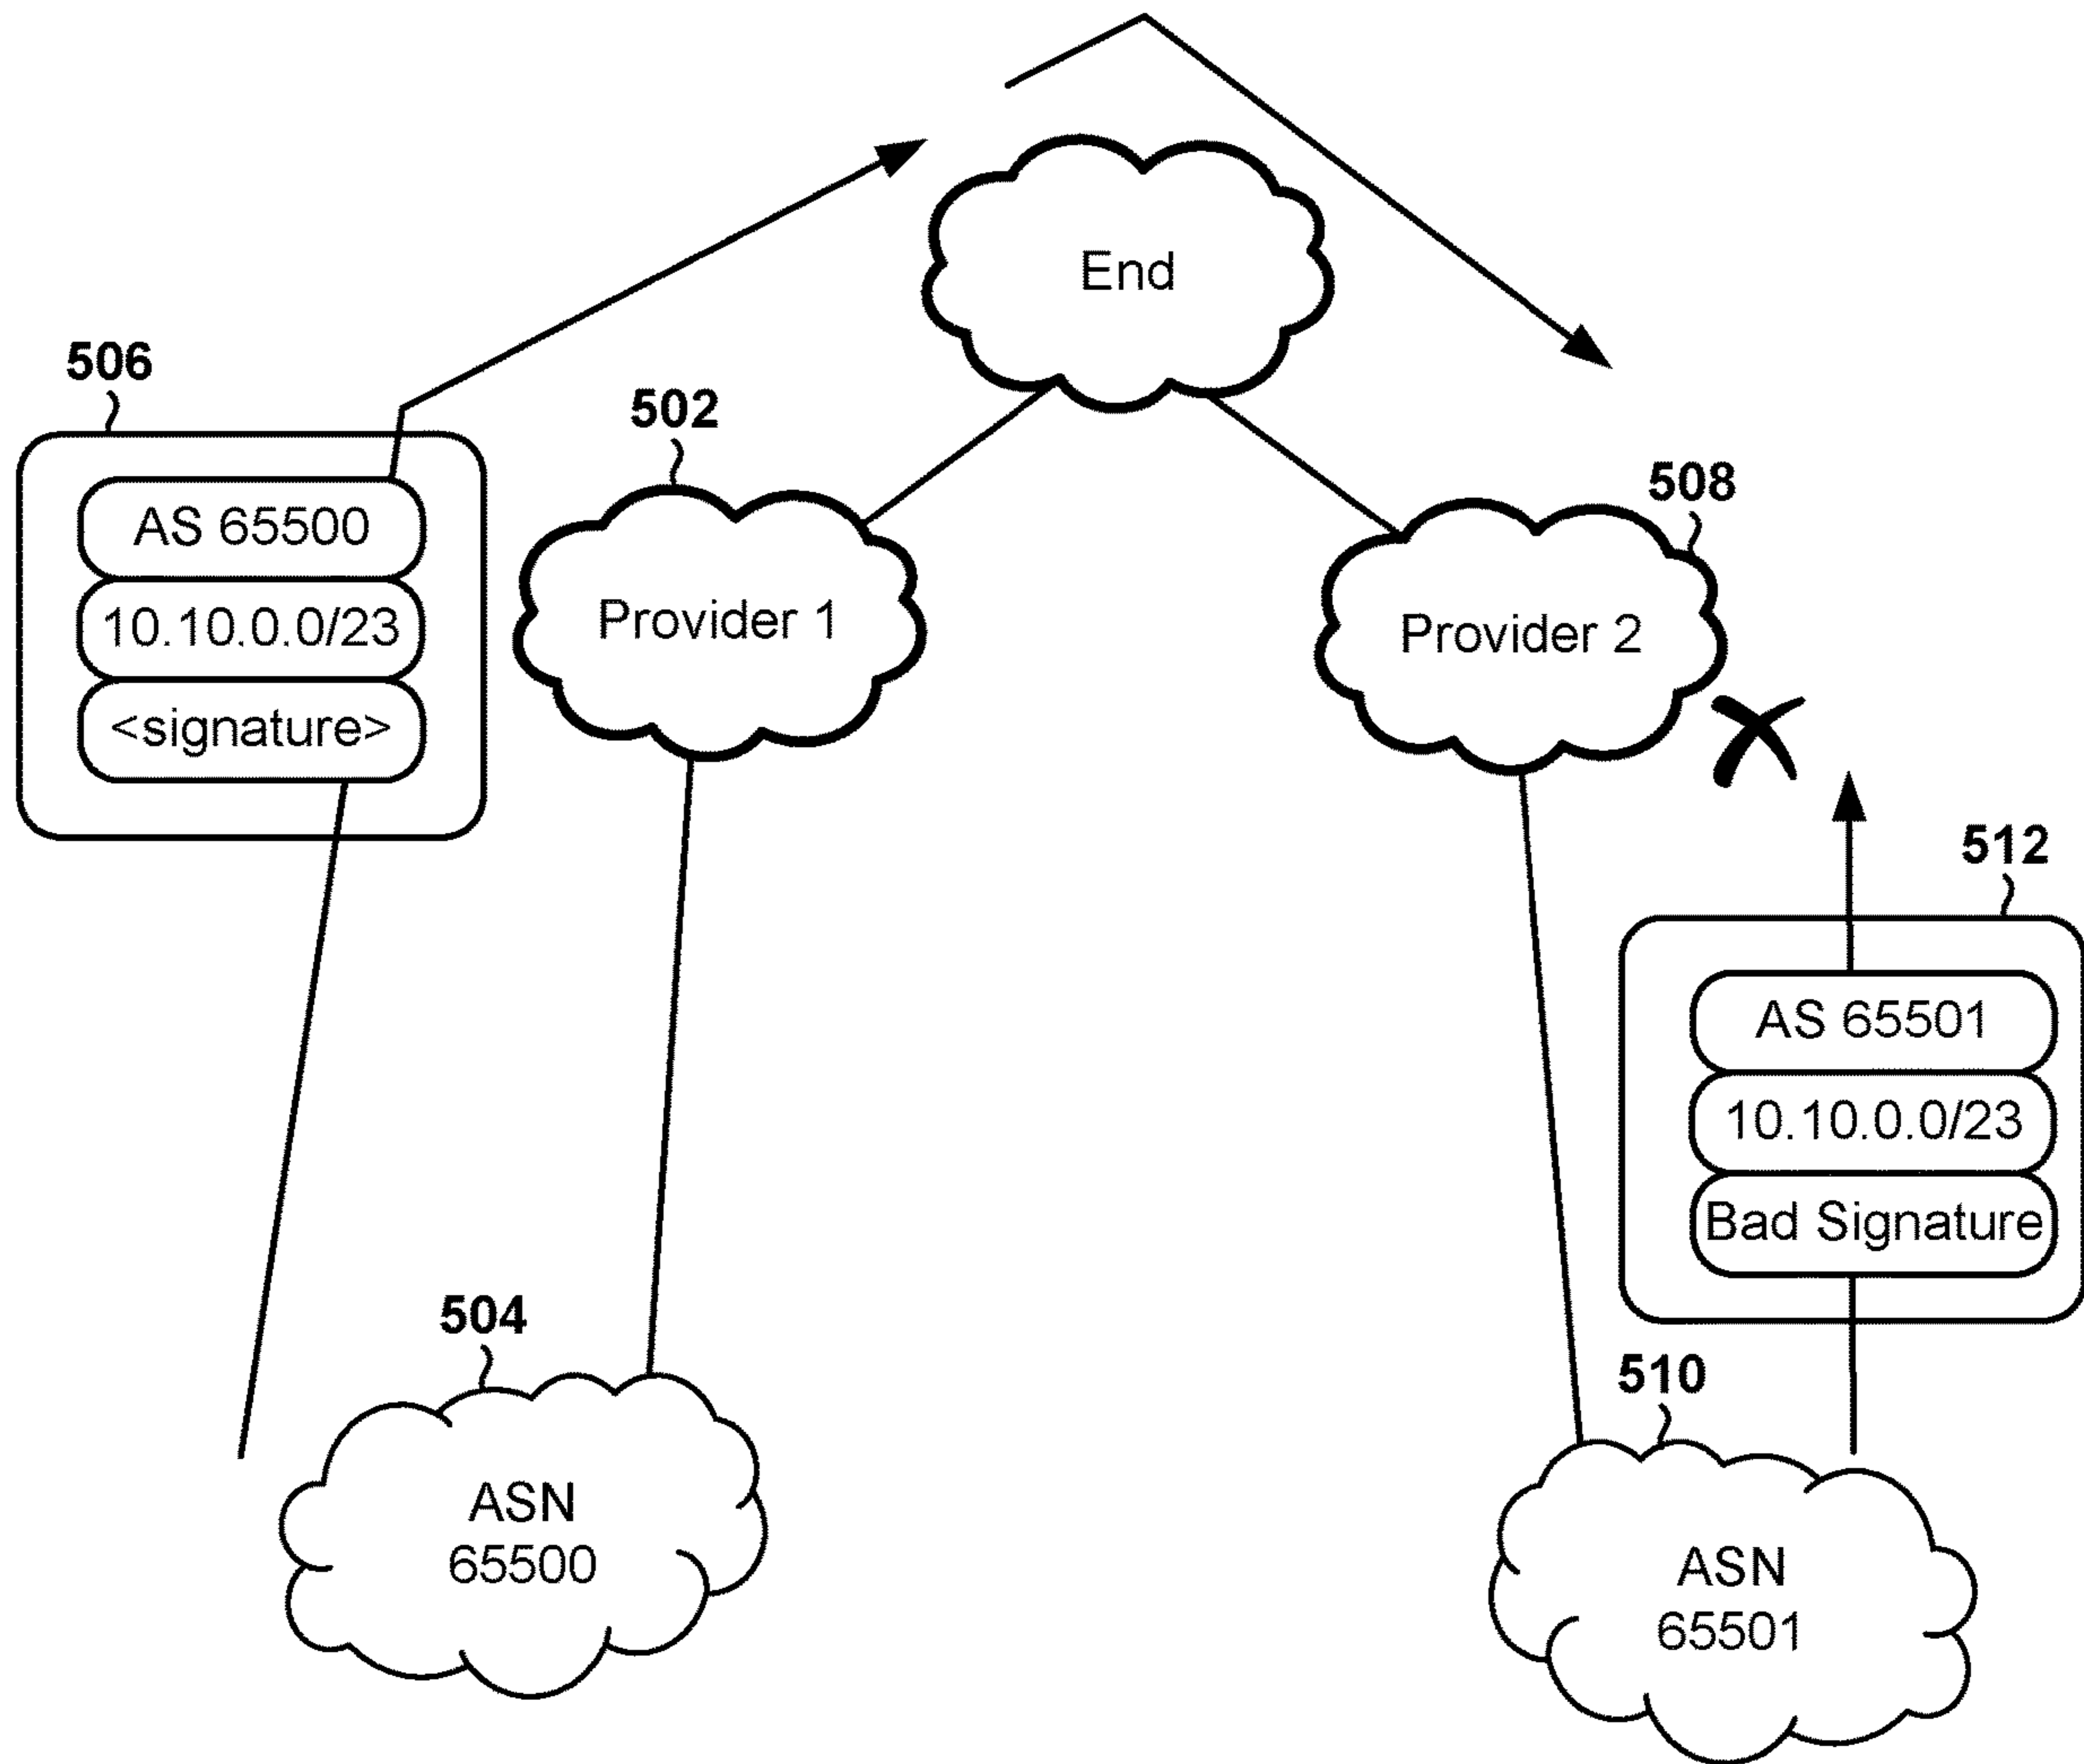 End
506
502
508
AS 65500
10.10.0.0/23
<signature>
Provider 1
Provider 2
512
AS 65501
10.10.0.0/23
Bad Signature
504
510
ASN
65500
ASN
65501